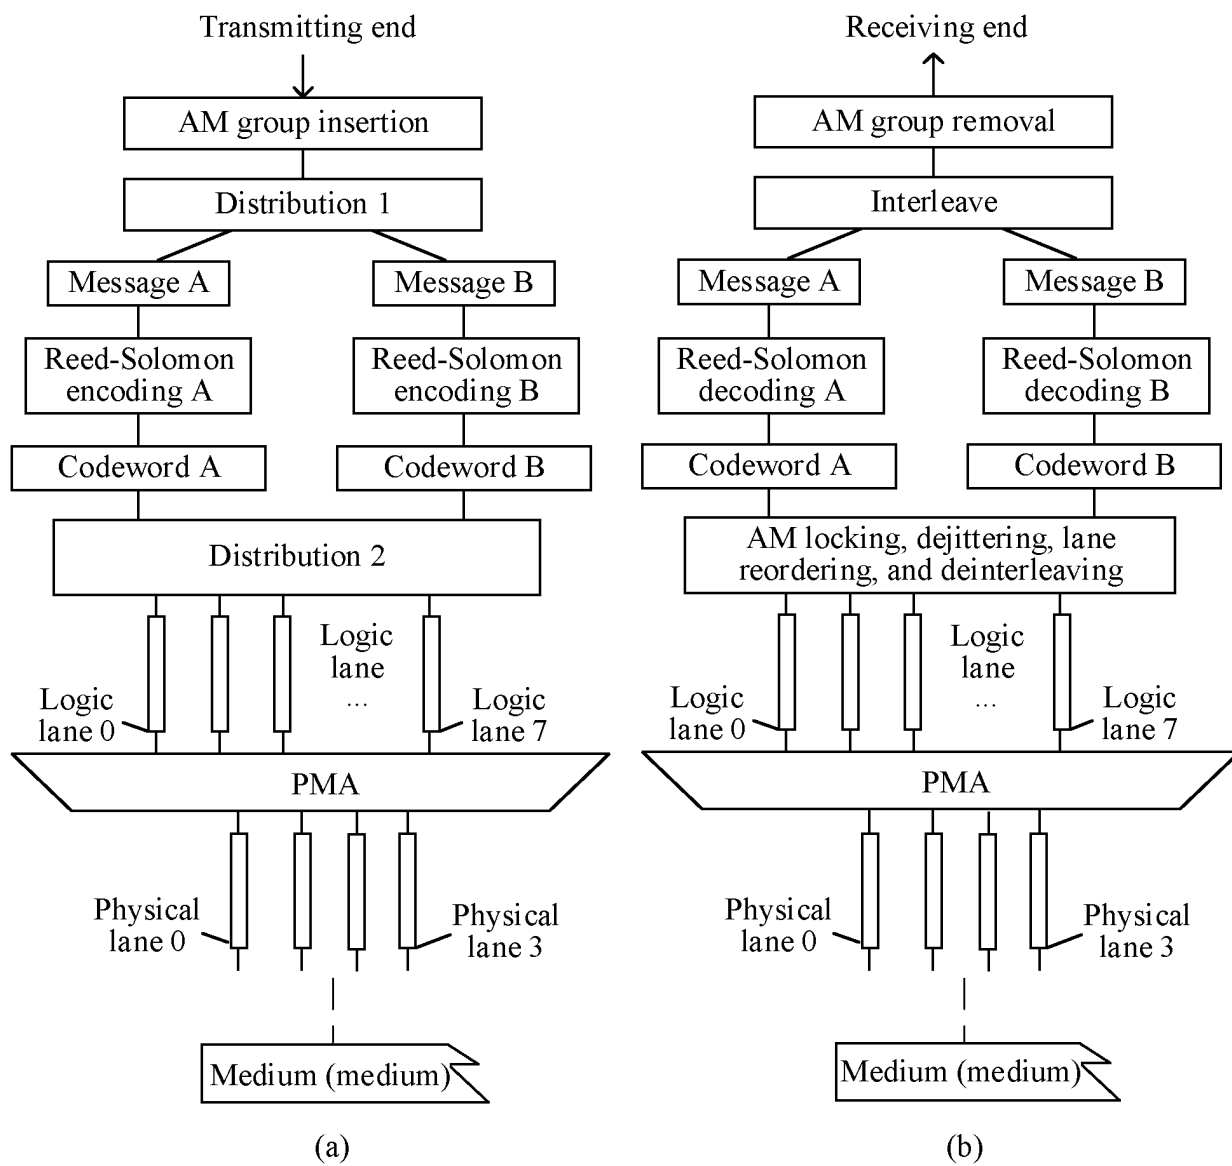 Transmitting end
AM group insertion
Distribution 1
Message A
Message B
Reed-Solomon
encoding A
Reed-Solomon
encoding B
Codeword A
Codeword B
Distribution 2
Logic
lane
...
Logic
lane 0
Logic
lane 7
PMA
Physical
lane 0
Physical
lane 3
Medium (medium)
(a)
Receiving end
AM group removal
Interleave
Message A
Message B
Reed-Solomon
decoding A
Reed-Solomon
decoding B
Codeword A
Codeword B
AM locking, dejittering, lane
reordering, and deinterleaving
Logic
lane
...
Logic
lane 0
Logic
lane 7
PMA
Physical
lane 0
Physical
lane 3
Medium (medium)
(b)